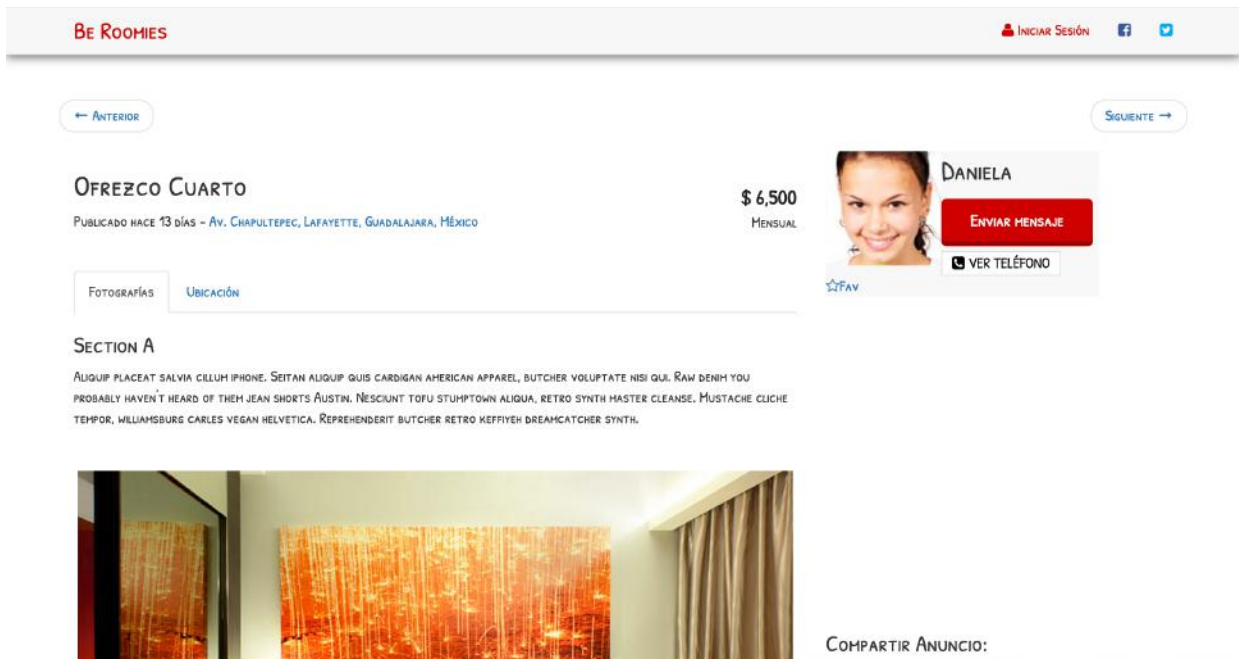 Be Roomies
Iniciar Sesión
← Anterior
Siguiente →
Ofrezco Cuarto
$ 6,500
Publicado hace 13 días - Av. Chapultepec, Lafayette, Guadalajara, México
Mensual
Daniela
Enviar mensaje
VER TELÉFONO
Fav
Fotografías
Ubicación
Section A
Aliquip placeat salvia cillum iphone. Seitan aliquip quis cardigan american apparel, butcher voluptate nisi qui. Raw denim you
probably haven't heard of them jean shorts Austin. Nesciunt tofu stumptown aliqua, retro synth master cleanse. Mustache cliche
tempor, williamsburg carles vegan helvetica. Reprehenderit butcher retro keffiyeh dreamcatcher synth.
Compartir Anuncio: